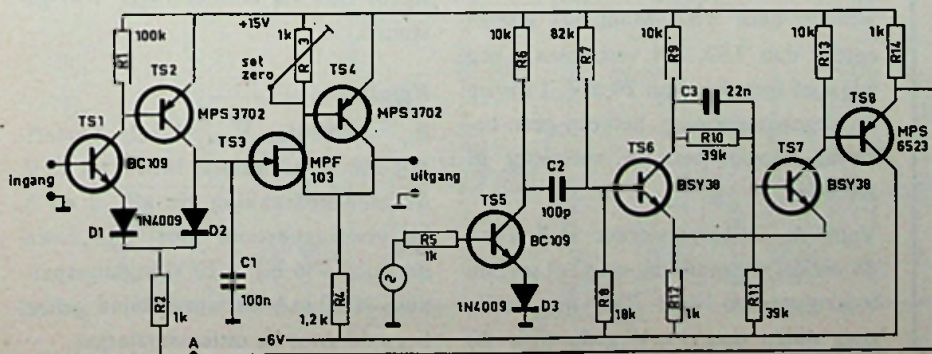 +15V
100k
R1
TS2
MPS 3702
TS1
BC109
ingang
D1
1N4009
D2
R2
1k
A
C1
100n
1k
R3
set
zero
TS4
MPS3702
TS3
MPF
103
uitgang
R4
1,2k
-6V
R5
1k
TS5
BC109
1N4009
D3
10k
R6
82k
R7
C2
100p
TS6
BSY38
R8
18k
10k
R9
C3
22n
R10
39k
R12
1k
R11
39k
TS7
BSY38
10k
R13
1k
R14
TS8
MPS
6523